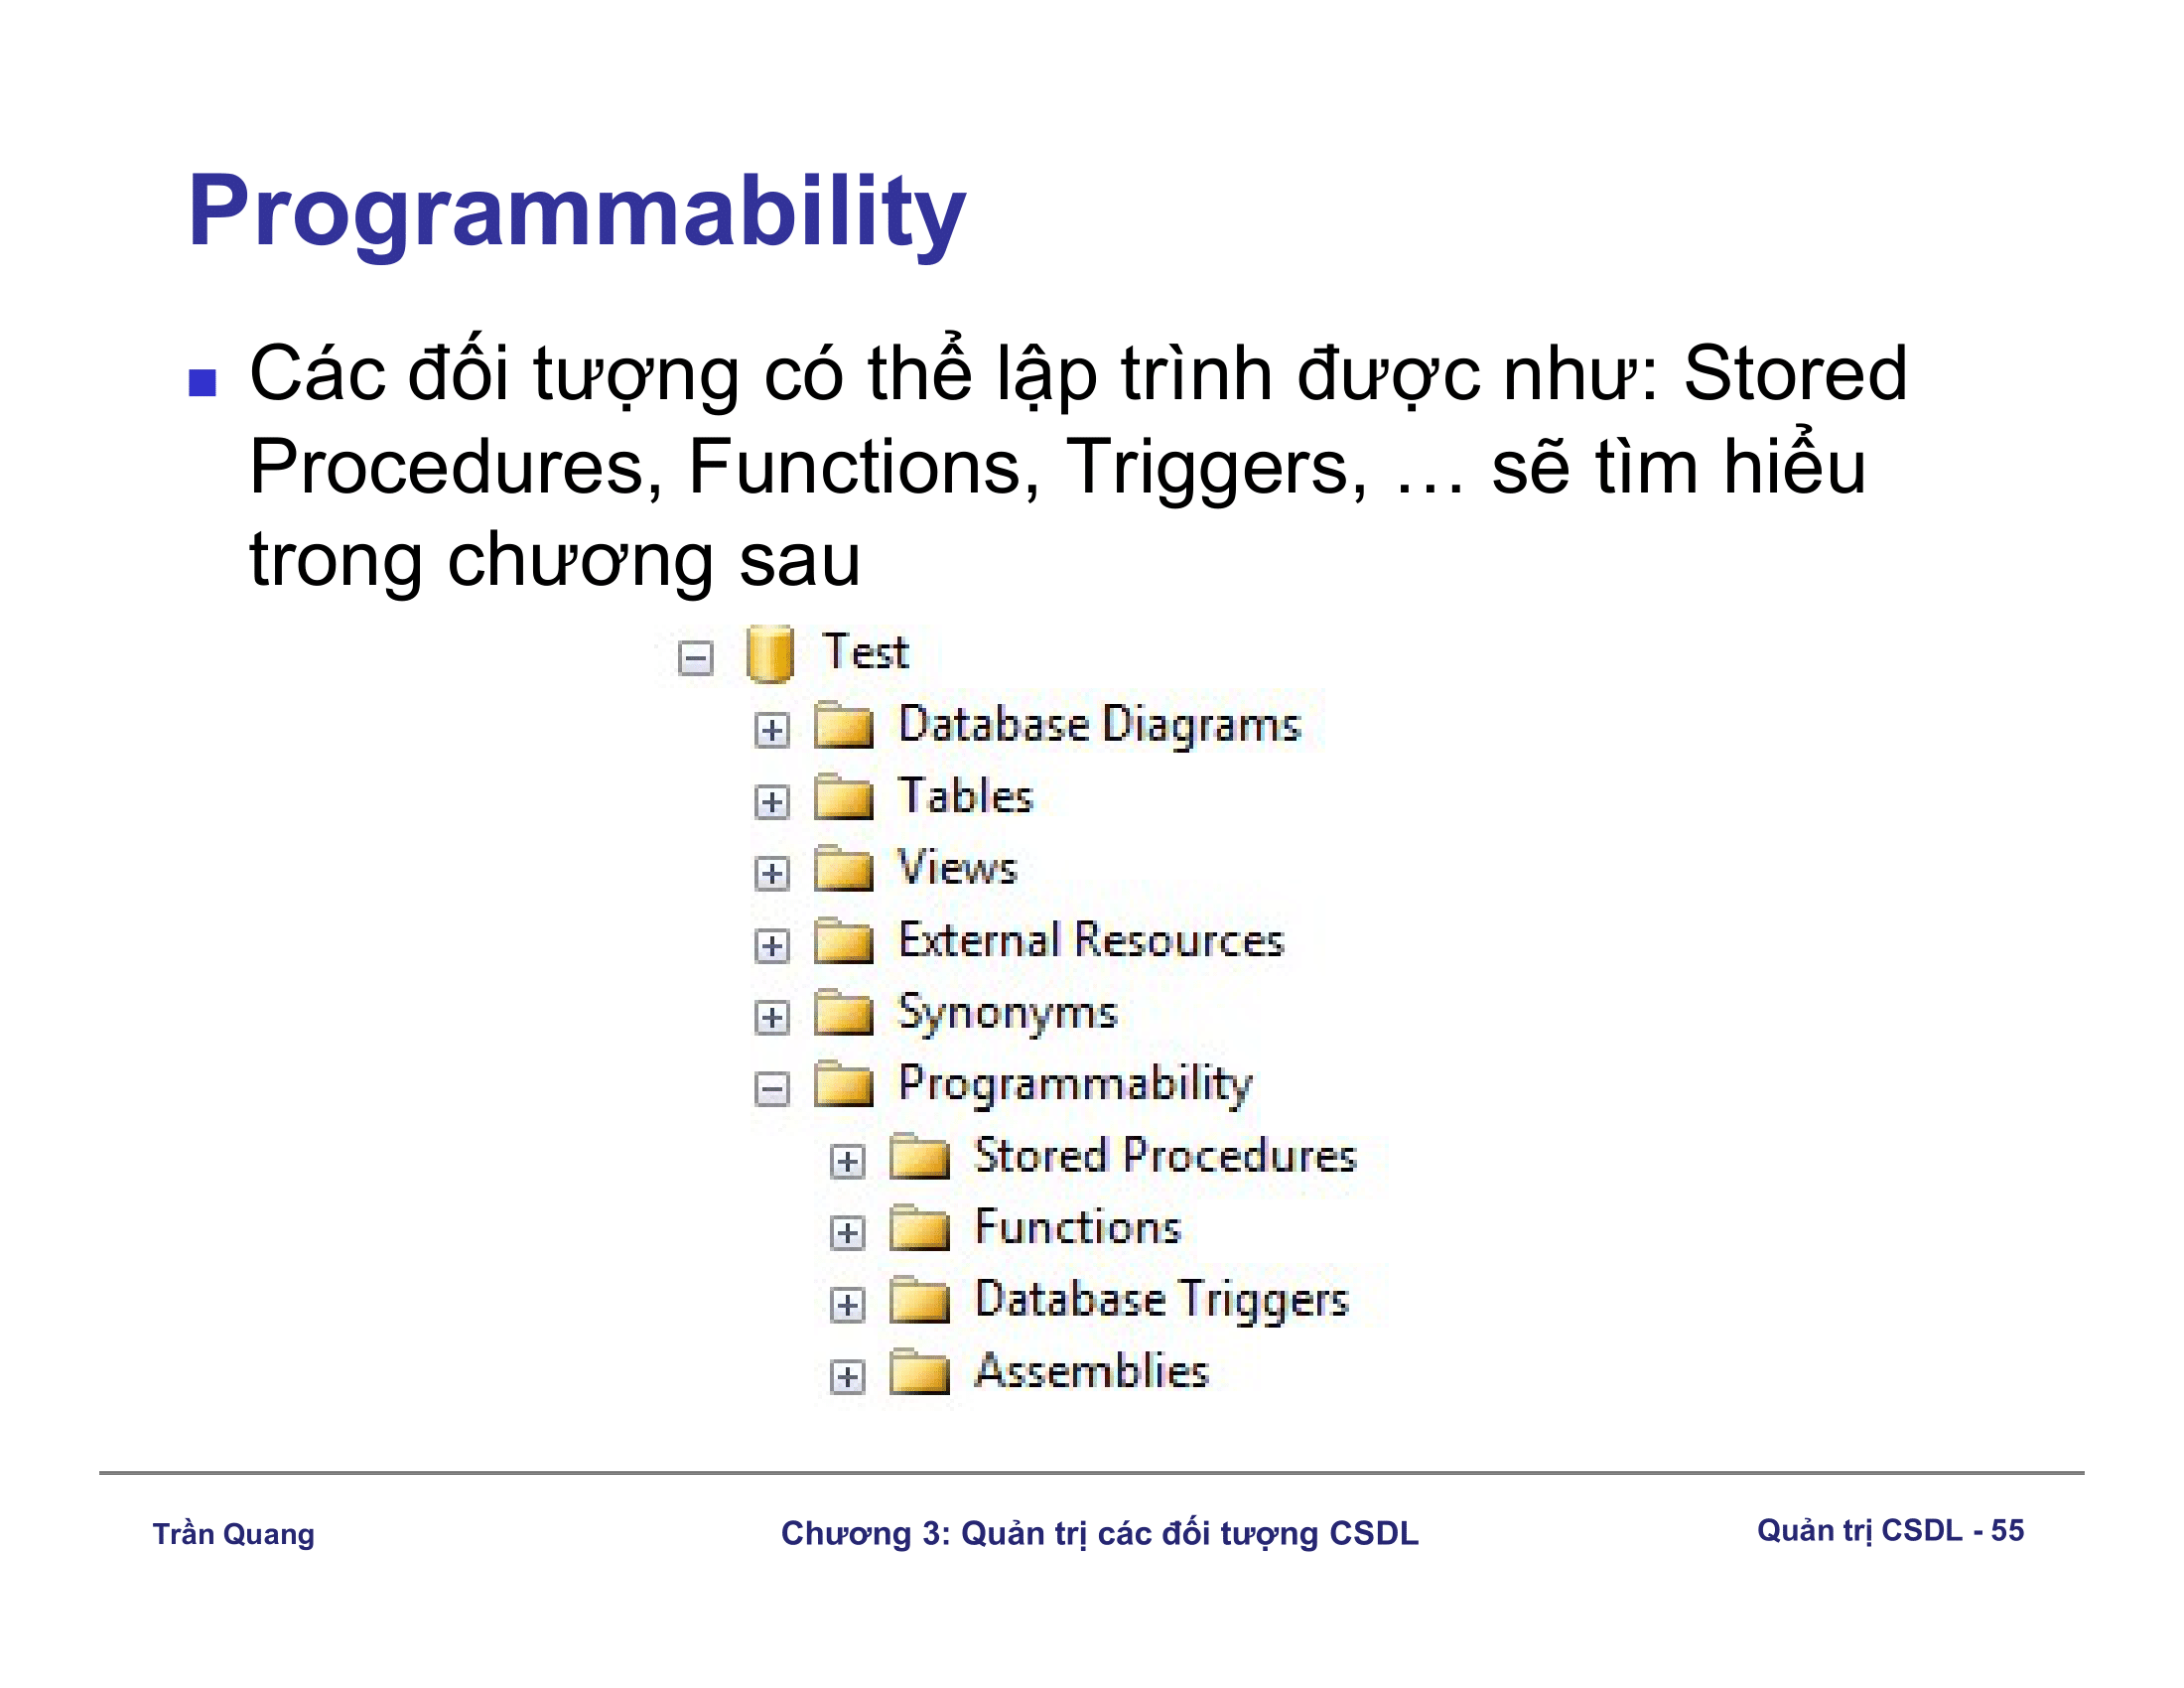 Programmability
Các đối tượng có thể lập trình được như: Stored
Procedures, Functions, Triggers, … sẽ tìm hiểu
trong chương sau
Test
Database Diagrams
Tables
Views
External Resources
Synonyms
Programmability
Stored Procedures
Functions
Database Triggers
Assemblies
Trần Quang
Chương 3: Quản trị các đối tượng CSDL
Quản trị CSDL - 55